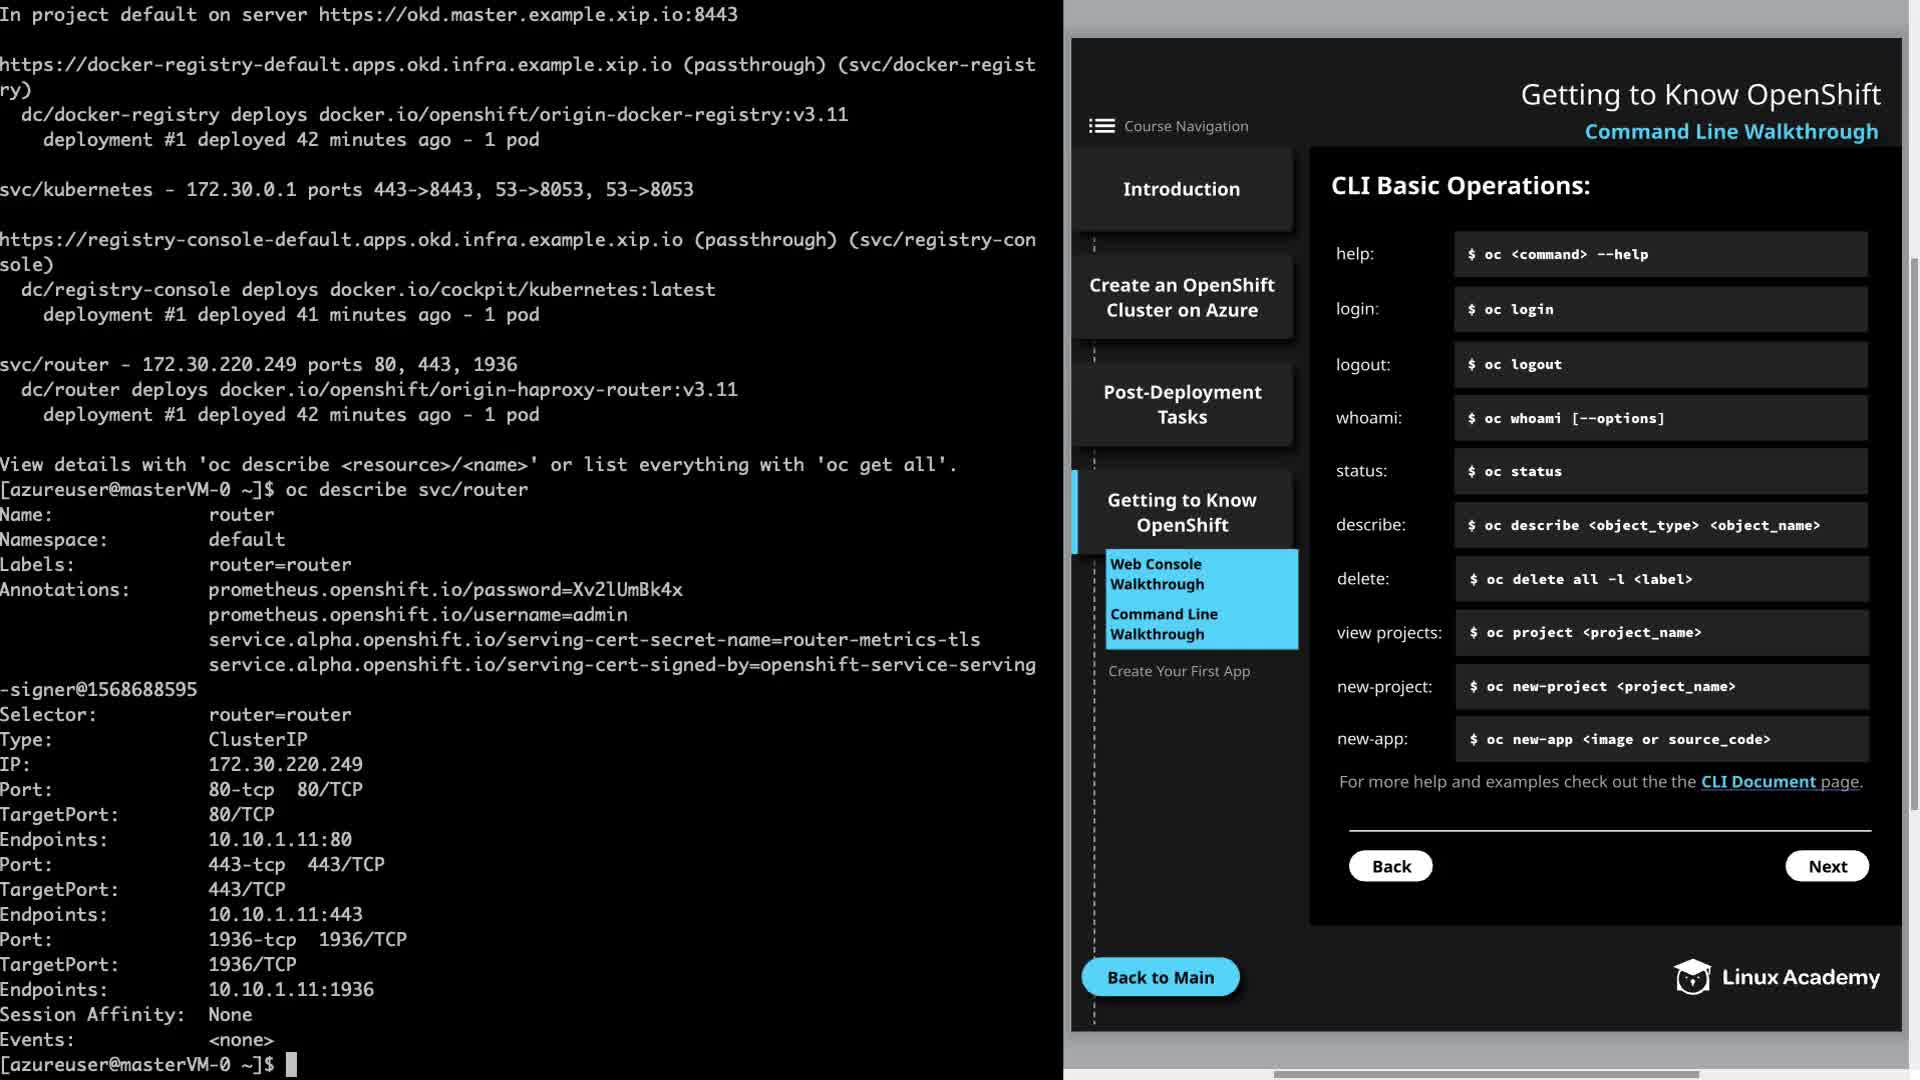 In project default on server https://okd.master.example.xip.io:8443
https://docker-registry-default.apps.okd.infra.example.xip.io (passthrough) (svc/docker-regist
ry)
dc/docker-registry deploys docker.io/openshift/origin-docker-registry:v3.11
deployment #1 deployed 42 minutes ago - 1 pod
svc/kubernetes - 172.30.0.1 ports 443->8443, 53->8053, 53->8053
https://registry-console-default.apps.okd.infra.example.xip.io (passthrough) (svc/registry-con
sole)
dc/registry-console deploys docker.io/cockpit/kubernetes:latest
deployment #1 deployed 41 minutes ago - 1 pod
svc/router - 172.30.220.249 ports 80, 443, 1936
dc/router deploys docker.io/openshift/origin-haproxy-router:v3.11
deployment #1 deployed 42 minutes ago - 1 pod
View details with 'oc describe <resource>/<name>' or list everything with 'oc get all'.
[azureuser@masterVM-0 ~]$ oc describe svc/router
Name: router
Namespace: default
Labels: router=router
Annotations: prometheus.openshift.io/password=Xv2lUmBk4x
prometheus.openshift.io/username=admin
service.alpha.openshift.io/serving-cert-secret-name=router-metrics-tls
service.alpha.openshift.io/serving-cert-signed-by=openshift-service-serving
-signer@1568688595
Selector: router=router
Type: ClusterIP
IP: 172.30.220.249
Port: 80-tcp 80/TCP
TargetPort: 80/TCP
Endpoints: 10.10.1.11:80
Port: 443-tcp 443/TCP
TargetPort: 443/TCP
Endpoints: 10.10.1.11:443
Port: 1936-tcp 1936/TCP
TargetPort: 1936/TCP
Endpoints: 10.10.1.11:1936
Session Affinity: None
Events: <none>
[azureuser@masterVM-0 ~]$
Getting to Know OpenShift
Command Line Walkthrough
Course Navigation
Introduction
Create an OpenShift
Cluster on Azure
Post-Deployment
Tasks
Getting to Know
OpenShift
Web Console
Walkthrough
Command Line
Walkthrough
Create Your First App
Back to Main
CLI Basic Operations:
help: $ oc <command> --help
login: $ oc login
logout: $ oc logout
whoami: $ oc whoami [--options]
status: $ oc status
describe: $ oc describe <object_type> <object_name>
delete: $ oc delete all -l <label>
view projects: $ oc project <project_name>
new-project: $ oc new-project <project_name>
new-app: $ oc new-app <image or source_code>
For more help and examples check out the the CLI Document page.
Back
Next
Linux Academy